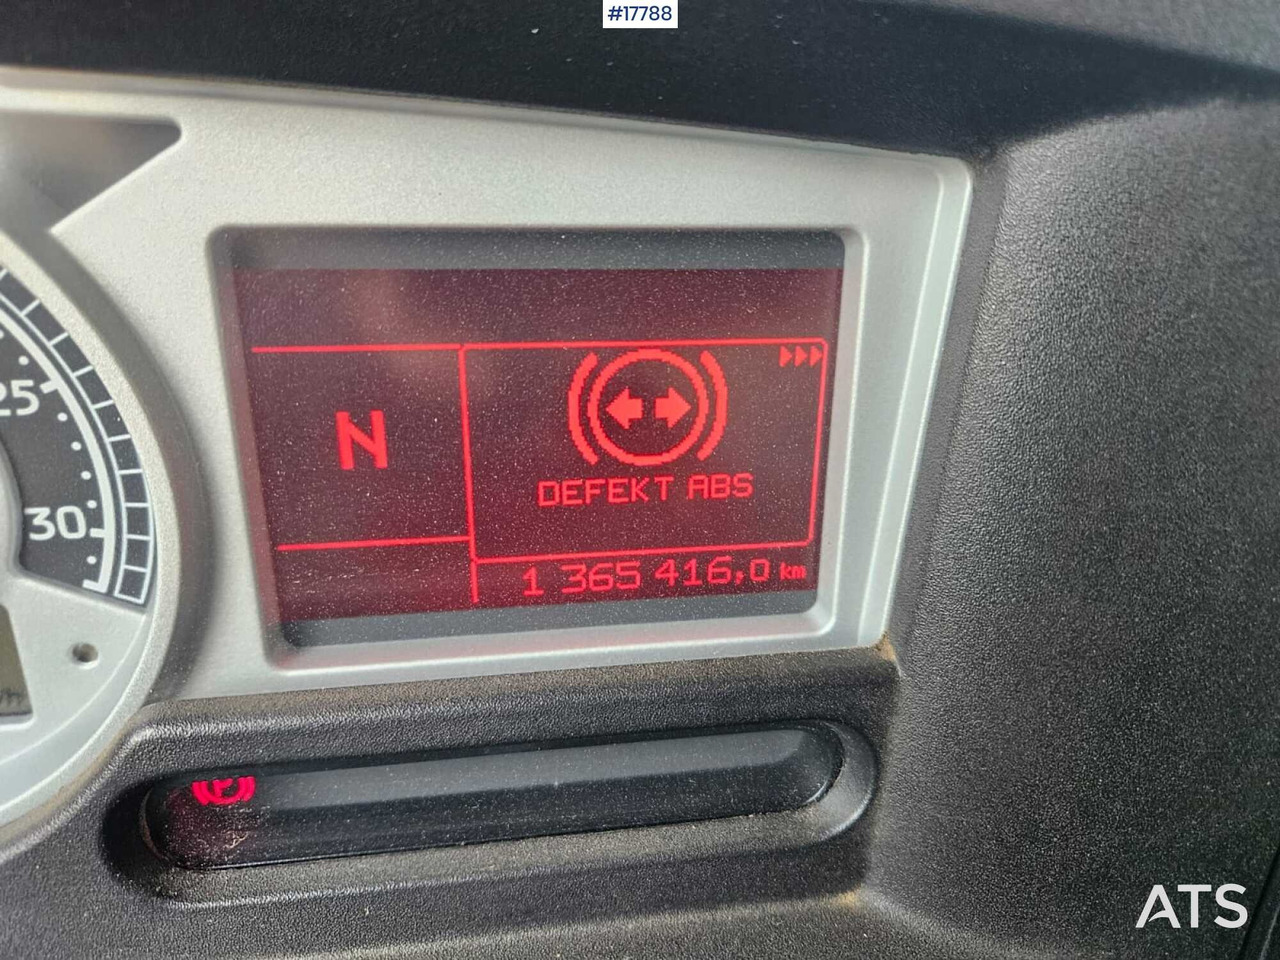 #17788
25
30
N
DEFEKT ABS
1 365 416,0 km
P
ATS